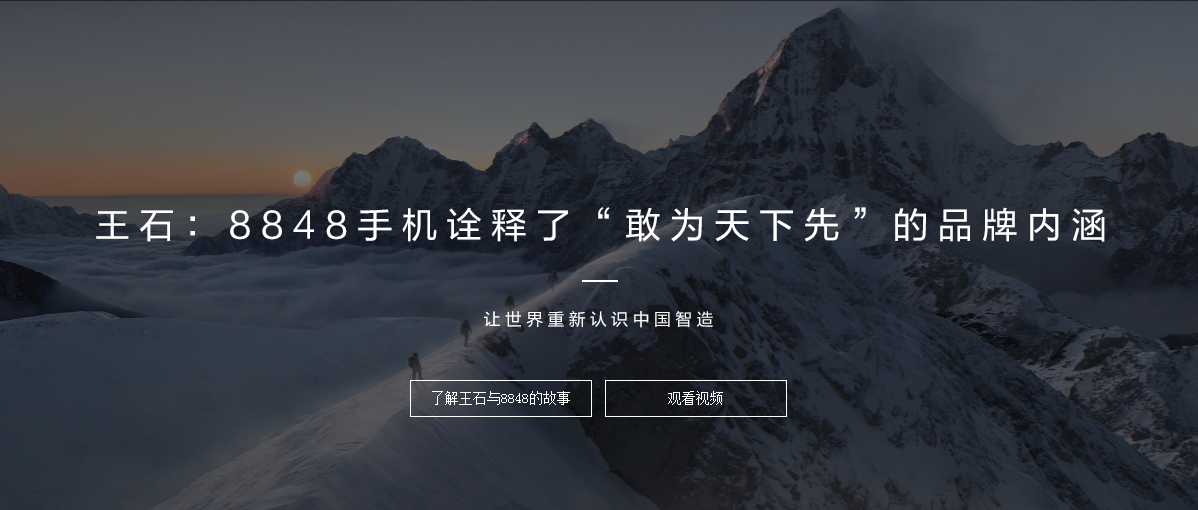 王石：8848手机诠释了“敢为天下先”的品牌内涵
让世界重新认识中国智造
了解王石与8848的故事
观看视频